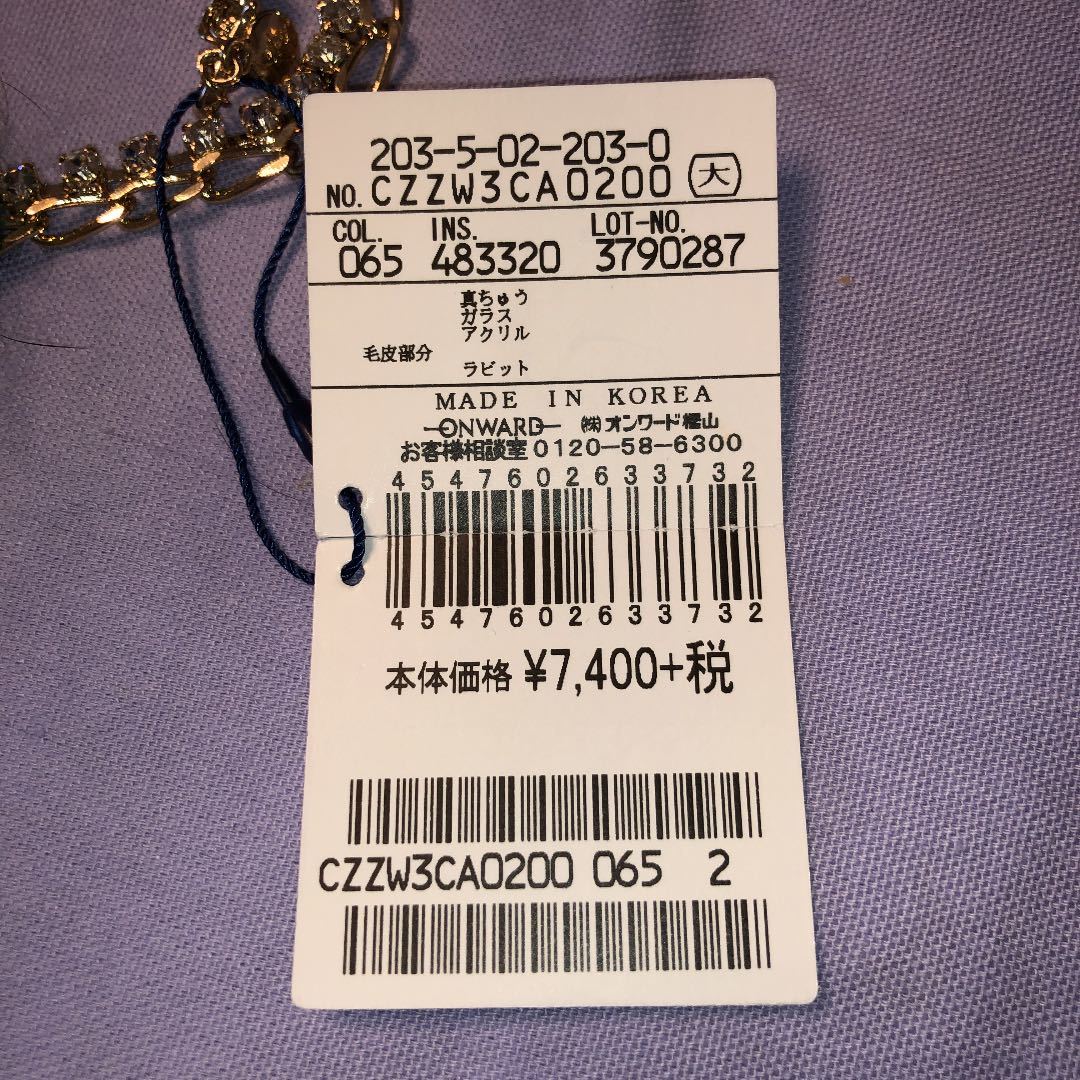 203-5-02-203-0
NO. CZZW3CA0200 大
COL. INS. LOT-NO.
065 483320 3790287
真ちゅう
ガラス
アクリル
毛皮部分
ラビット
MADE IN KOREA
ONWARD ㈱オンワード樫山
お客様相談室 0120-58-6300
4547602633732
4547602633732
本体価格 ¥7,400+税
CZZW3CA0200 065 2